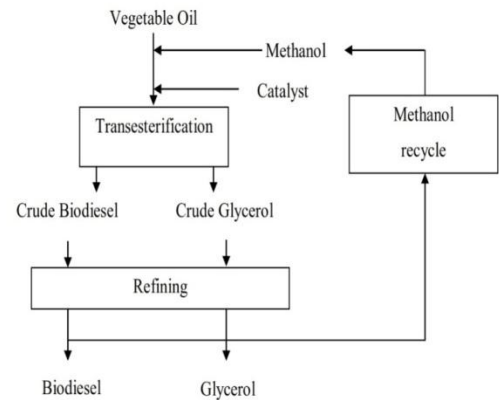 Vegetable Oil
Methanol
Catalyst
Transesterification
Methanol
recycle
Crude Biodiesel
Crude Glycerol
Refining
Biodiesel
Glycerol